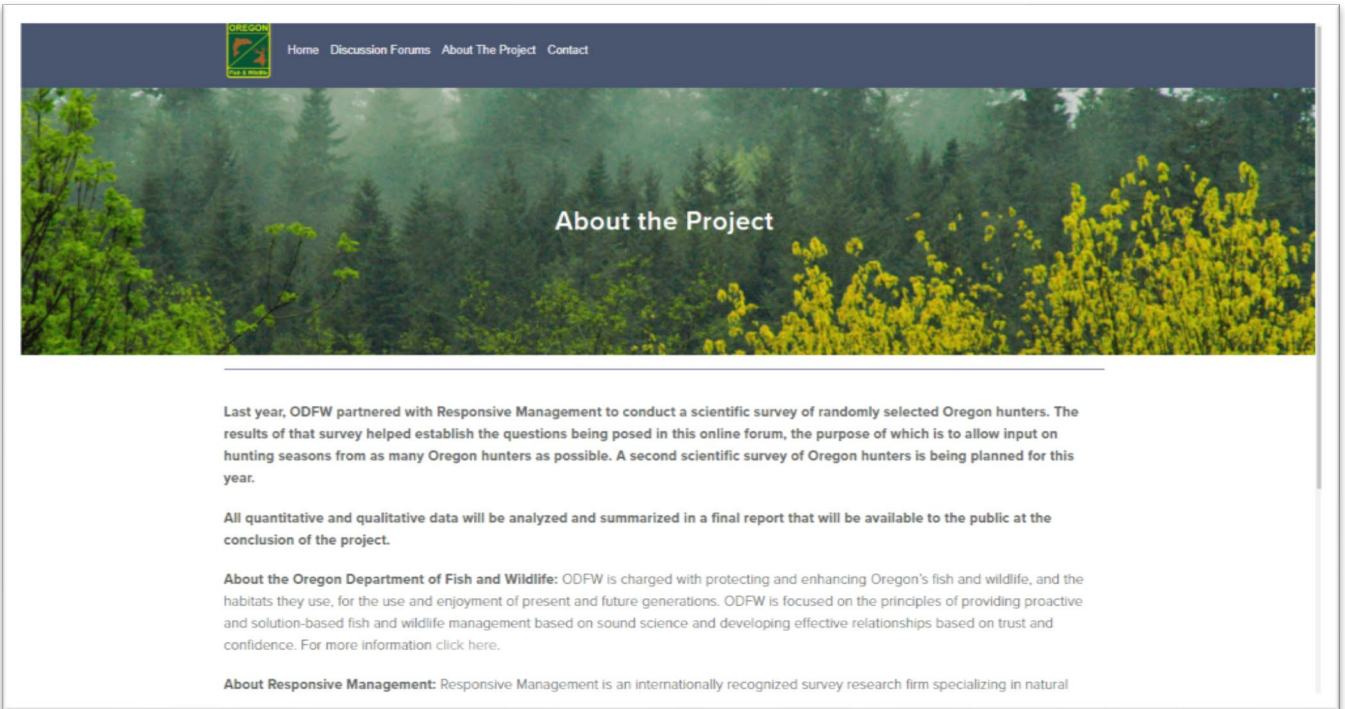 OREGON
Fish & Wildlife
Home Discussion Forums About The Project Contact
About the Project
Last year, ODFW partnered with Responsive Management to conduct a scientific survey of randomly selected Oregon hunters. The
results of that survey helped establish the questions being posed in this online forum, the purpose of which is to allow input on
hunting seasons from as many Oregon hunters as possible. A second scientific survey of Oregon hunters is being planned for this
year.
All quantitative and qualitative data will be analyzed and summarized in a final report that will be available to the public at the
conclusion of the project.
About the Oregon Department of Fish and Wildlife: ODFW is charged with protecting and enhancing Oregon’s fish and wildlife, and the
habitats they use, for the use and enjoyment of present and future generations. ODFW is focused on the principles of providing proactive
and solution-based fish and wildlife management based on sound science and developing effective relationships based on trust and
confidence. For more information click here.
About Responsive Management: Responsive Management is an internationally recognized survey research firm specializing in natural